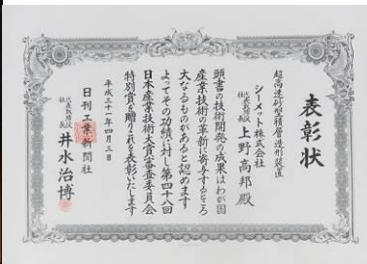 表彰状
超高速砂型積層造形装置
シーメット株式会社
代表取締役社長 上野高邦殿
頭書の技術開発の成果はわが国
産業技術の革新に寄与するところ
大なるものがあると認めます
よってその功績に対し第四十八回
日本産業技術大賞審査委員会
特別賞を贈りこれを表彰いたします
平成三十一年四月三日
日刊工業新聞社
代表取締役社長 井水治博